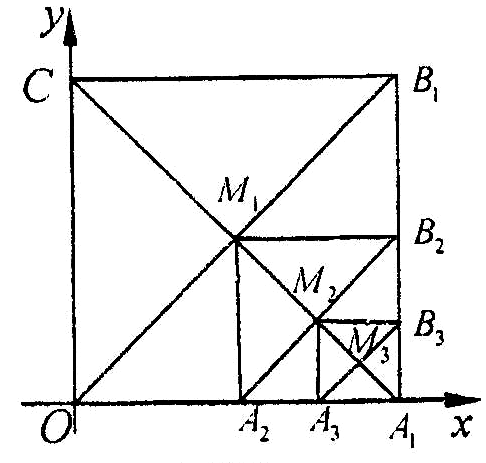 y
C B₁
M₁
B₂
M₂
B₃
M₃
O A₂ A₃ A₁ x